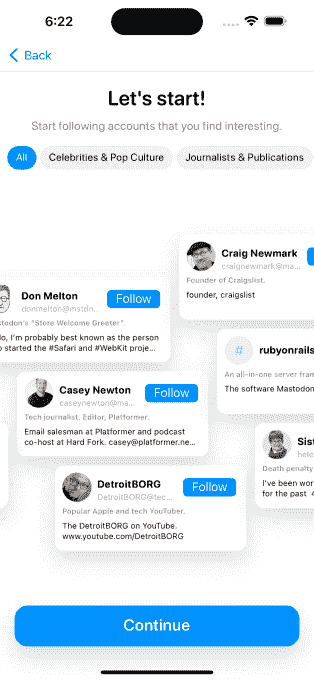 6:22
Back
Let's start!
Start following accounts that you find interesting.
All
Celebrities & Pop Culture
Journalists & Publications
Craig Newmark
craignewmark@ma...
Founder of Craigslist.
founder, craigslist
Don Melton
donmelton@mstdn...
"Store Welcome Greeter".
I'm probably best known as the person
started the #Safari and #WebKit proje...
Follow
#
rubyonrails
An all-in-one server fram
The software Mastodon
Casey Newton
caseynewton@ma...
Follow
Tech journalist. Editor, Platformer.
Email salesman at Platformer and podcast
co-host at Hard Fork. casey@platformer.ne...
Sist
hele
Death penalty
I've been wor
for the past 4
DetroitBORG
DetroitBORG@tec...
Follow
Popular Apple and tech YouTuber.
The DetroitBORG on YouTube.
www.youtube.com/DetroitBORG
Continue